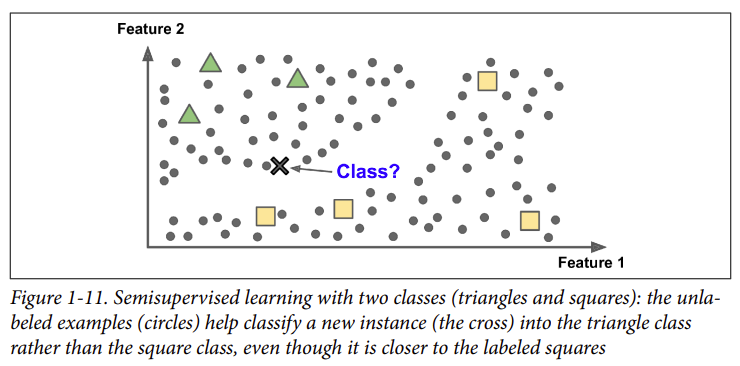 Feature 2
Class?
Feature 1
Figure 1-11. Semisupervised learning with two classes (triangles and squares): the unla-
beled examples (circles) help classify a new instance (the cross) into the triangle class
rather than the square class, even though it is closer to the labeled squares